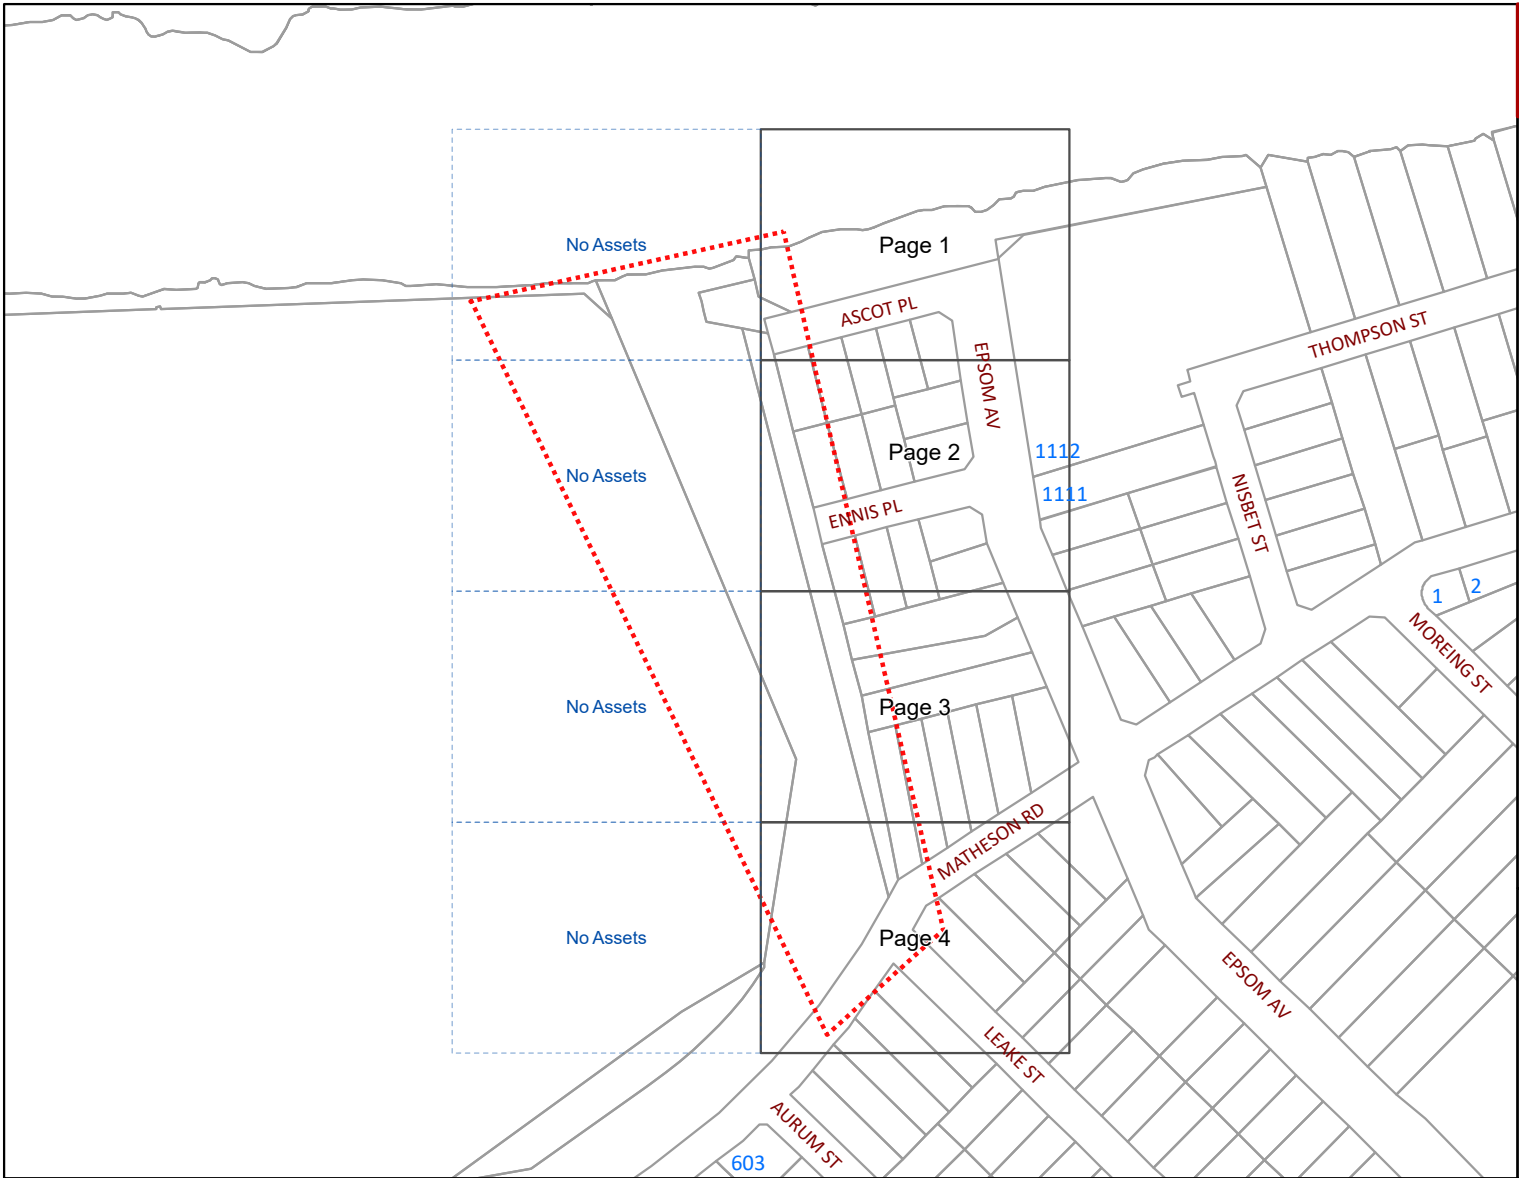 No Assets
Page 1
ASCOT PL
THOMPSON ST
EPSOM AV
No Assets
Page 2
1112
1111
NISBET ST
ENNIS PL
1
2
MOREING ST
No Assets
Page 3
MATHESON RD
No Assets
Page 4
EPSOM AV
LEAKE ST
AURUM ST
603